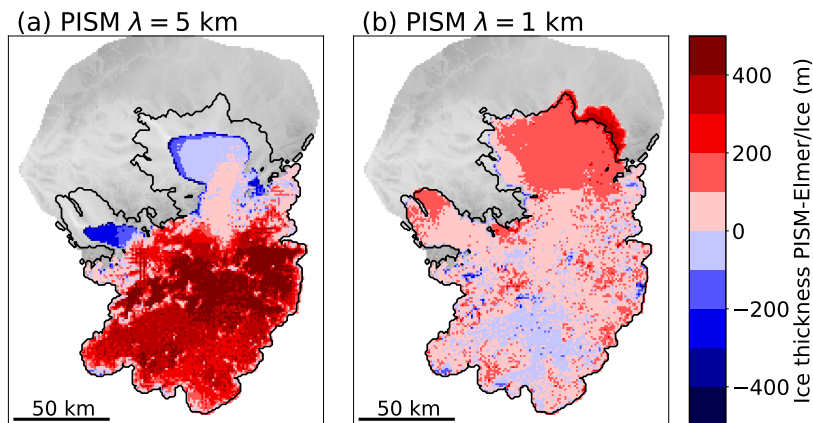 (a) PISM λ = 5 km
(b) PISM λ = 1 km
400
200
0
−200
−400
Ice thickness PISM-Elmer/Ice (m)
50 km
50 km